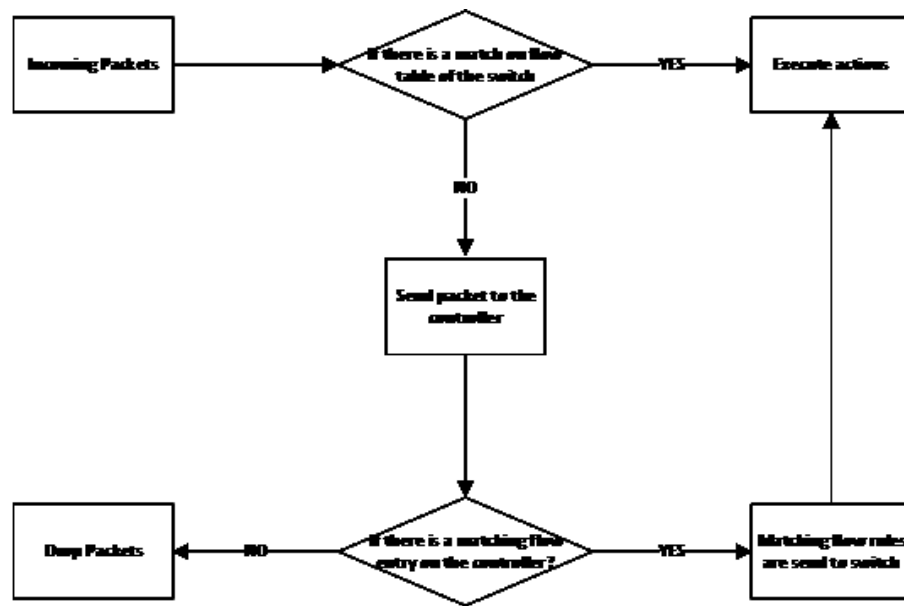 Incoming Packets
If there is a match on flow
table of the switch
YES
Execute actions
NO
Send packet to the
controller
Drop Packets
NO
If there is a matching flow
entry on the controller?
YES
Matching flow rules
are send to switch